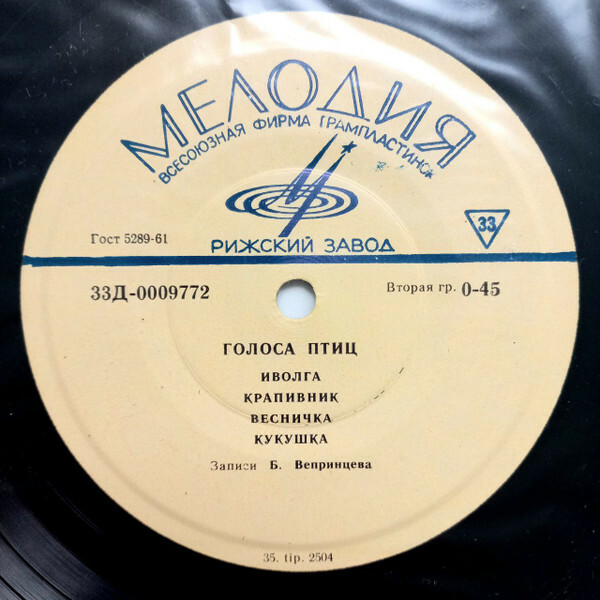 МЕЛОДИЯ
ВСЕСОЮЗНАЯ ФИРМА ГРАМПЛАСТИНОК
РИЖСКИЙ ЗАВОД
Гост 5289-61
33
33Д-0009772
Вторая гр. 0-45
ГОЛОСА ПТИЦ
ИВОЛГА
КРАПИВНИК
ВЕСНИЧКА
КУКУШКА
Записи Б. Вепринцева
35. tip. 2504